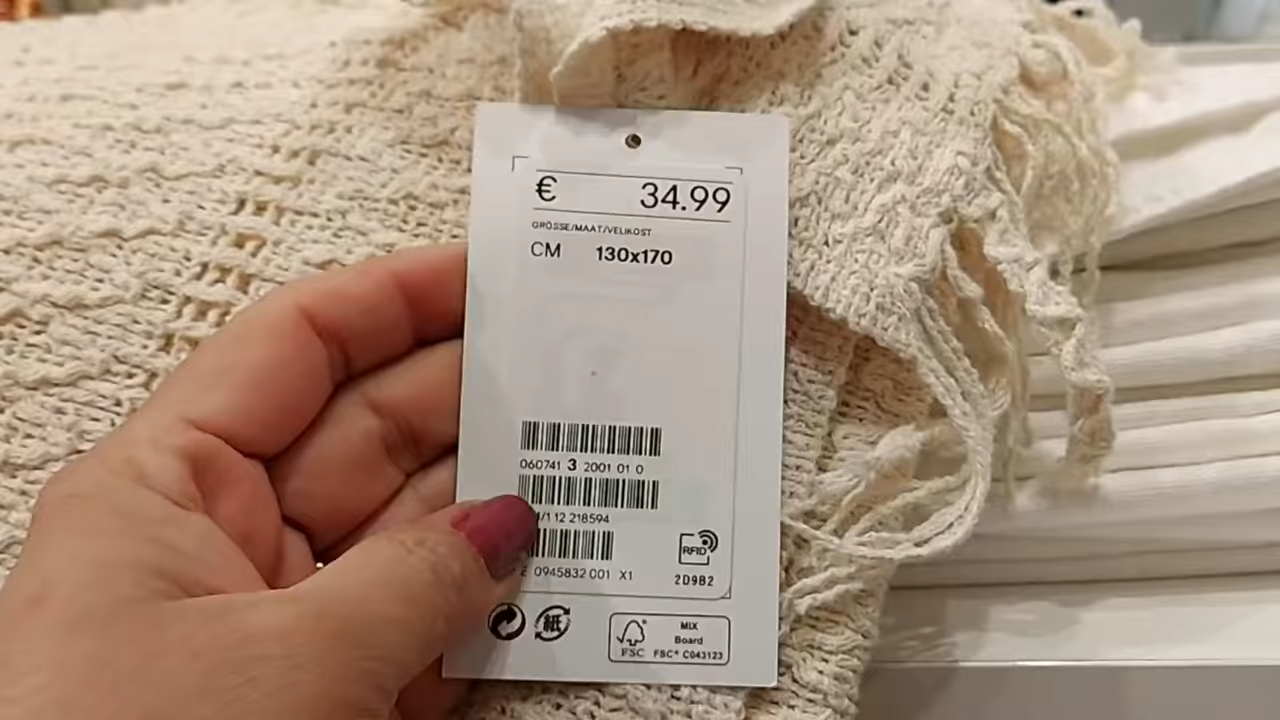 € 34.99
GRÖSSE/MAAT/VELIKOST
CM 130x170
060741 3 2001 01 0
/1 12 218594
0945832 001 X1
RFID
2D9B2
紙
FSC
MIX
Board
FSC® C043123